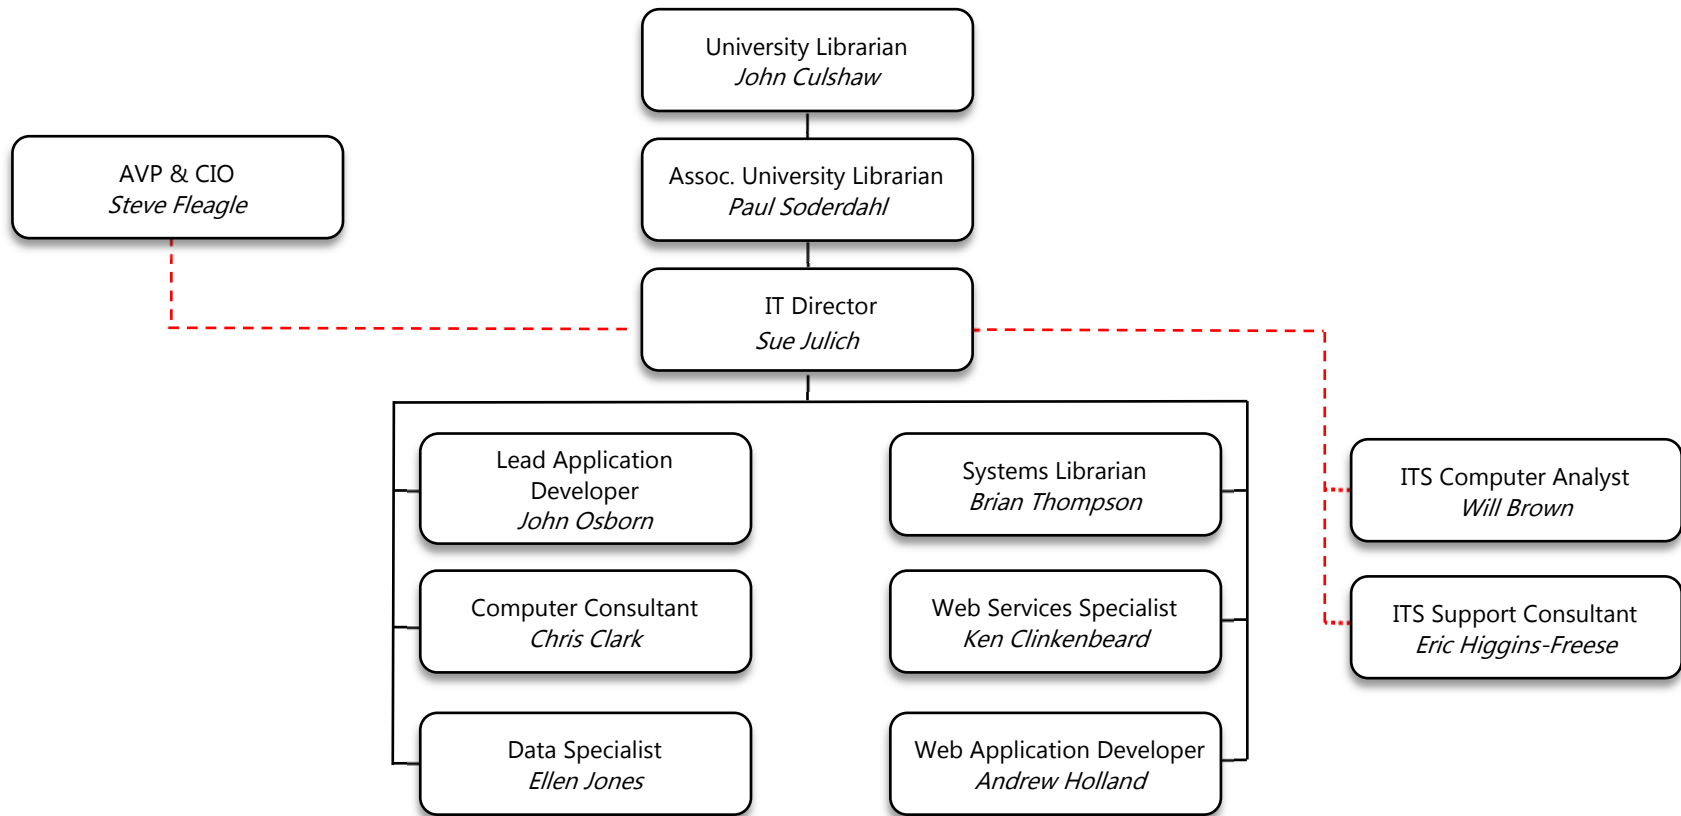 University Librarian
John Culshaw
AVP & CIO
Steve Fleagle
Assoc. University Librarian
Paul Soderdahl
IT Director
Sue Julich
Lead Application
Developer
John Osborn
Systems Librarian
Brian Thompson
ITS Computer Analyst
Will Brown
Computer Consultant
Chris Clark
Web Services Specialist
Ken Clinkenbeard
ITS Support Consultant
Eric Higgins-Freese
Data Specialist
Ellen Jones
Web Application Developer
Andrew Holland